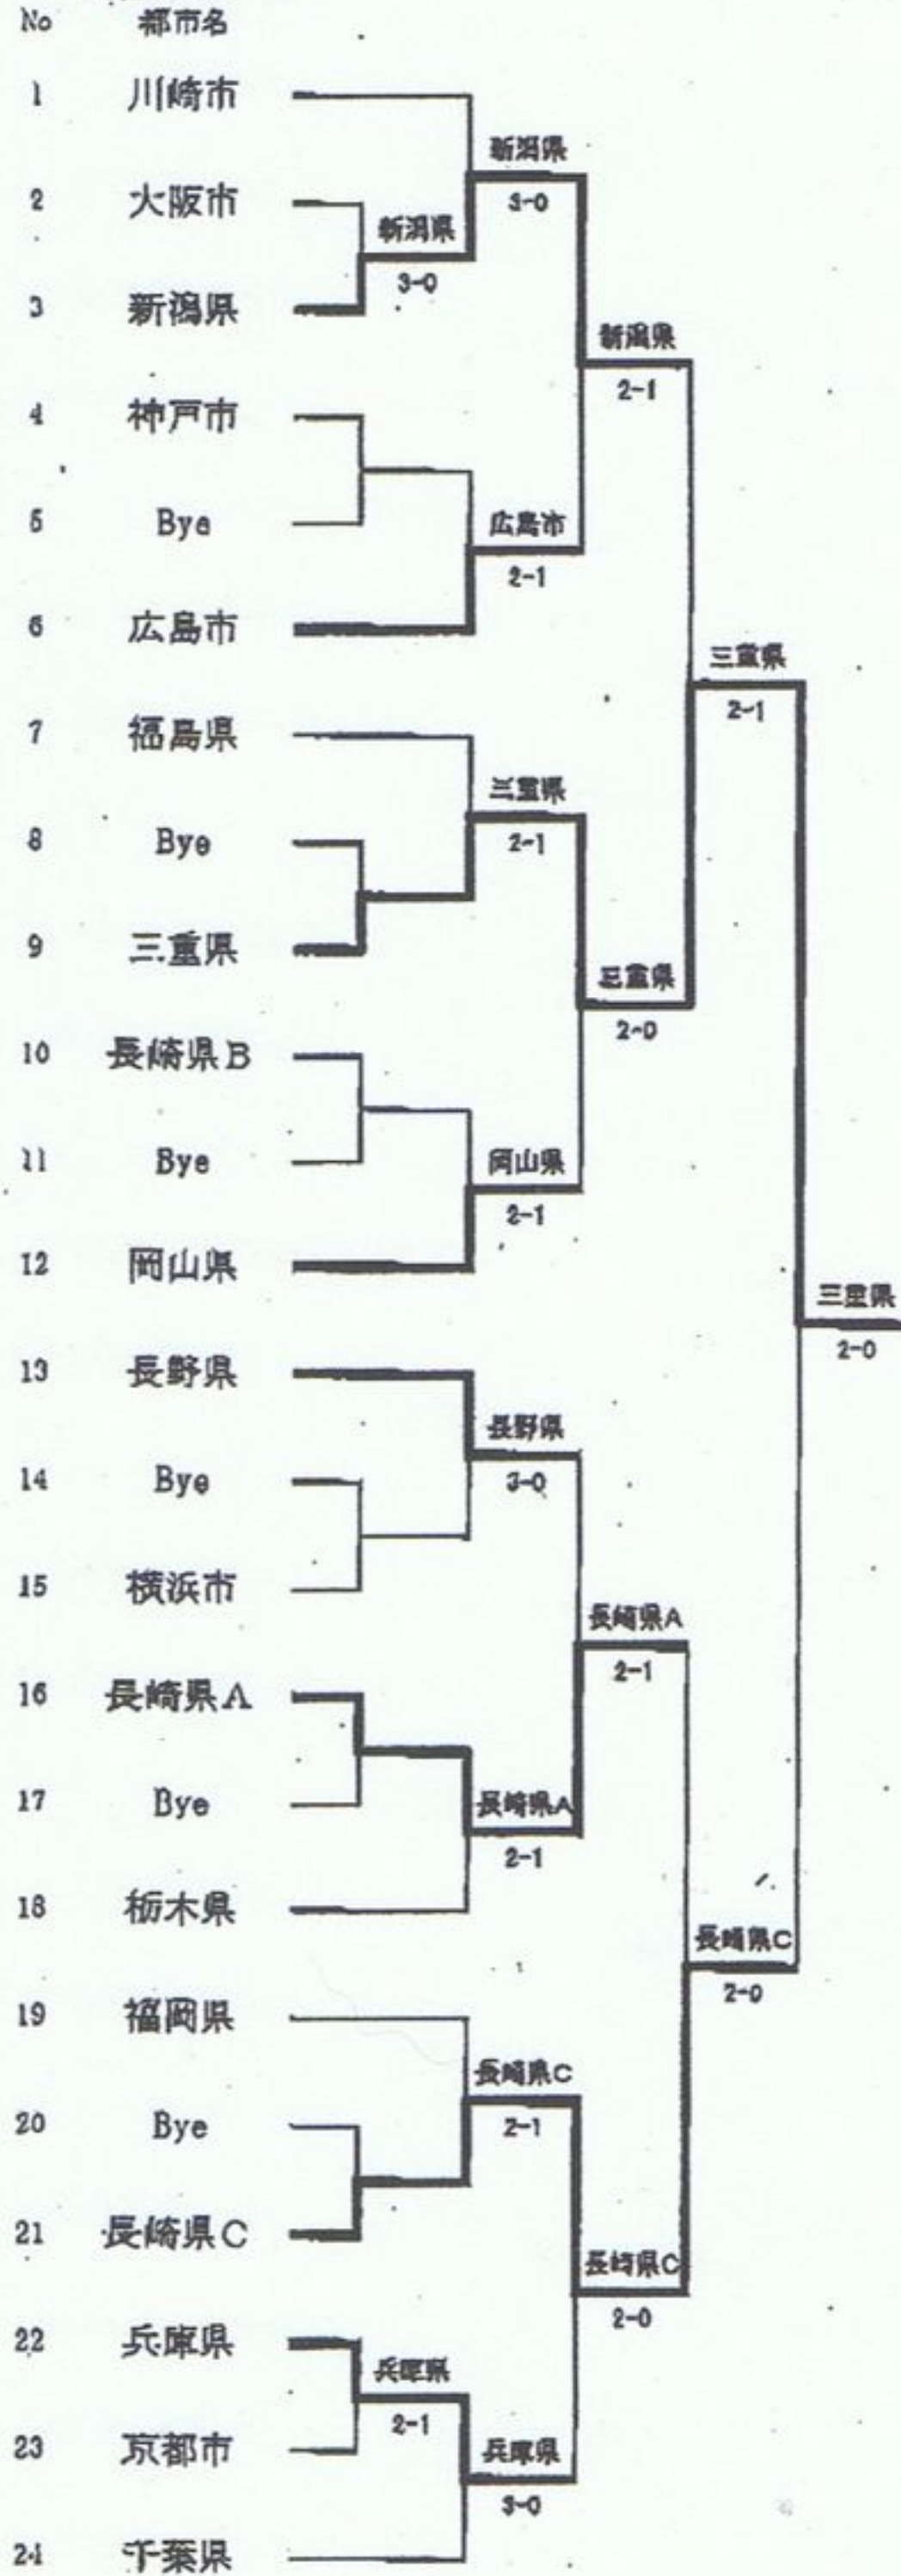 No 都市名
1 川崎市
新潟県
2 大阪市 3-0
新潟県
3-0
3 新潟県
新潟県
2-1
4 神戸市
5 Bye 広島市
2-1
6 広島市
三重県
2-1
7 福島県
三重県
8 Bye 2-1
9 三重県
三重県
2-0
10 長崎県B
11 Bye 岡山県
2-1
12 岡山県
三重県
2-0
13 長野県
長野県
14 Bye 3-0
15 横浜市
長崎県A
2-1
16 長崎県A
17 Bye 長崎県A
2-1
18 栃木県
長崎県C
2-0
19 福岡県
長崎県C
20 Bye 2-1
21 長崎県C
長崎県C
2-0
22 兵庫県
兵庫県
2-1
23 京都市 兵庫県
3-0
24 千葉県